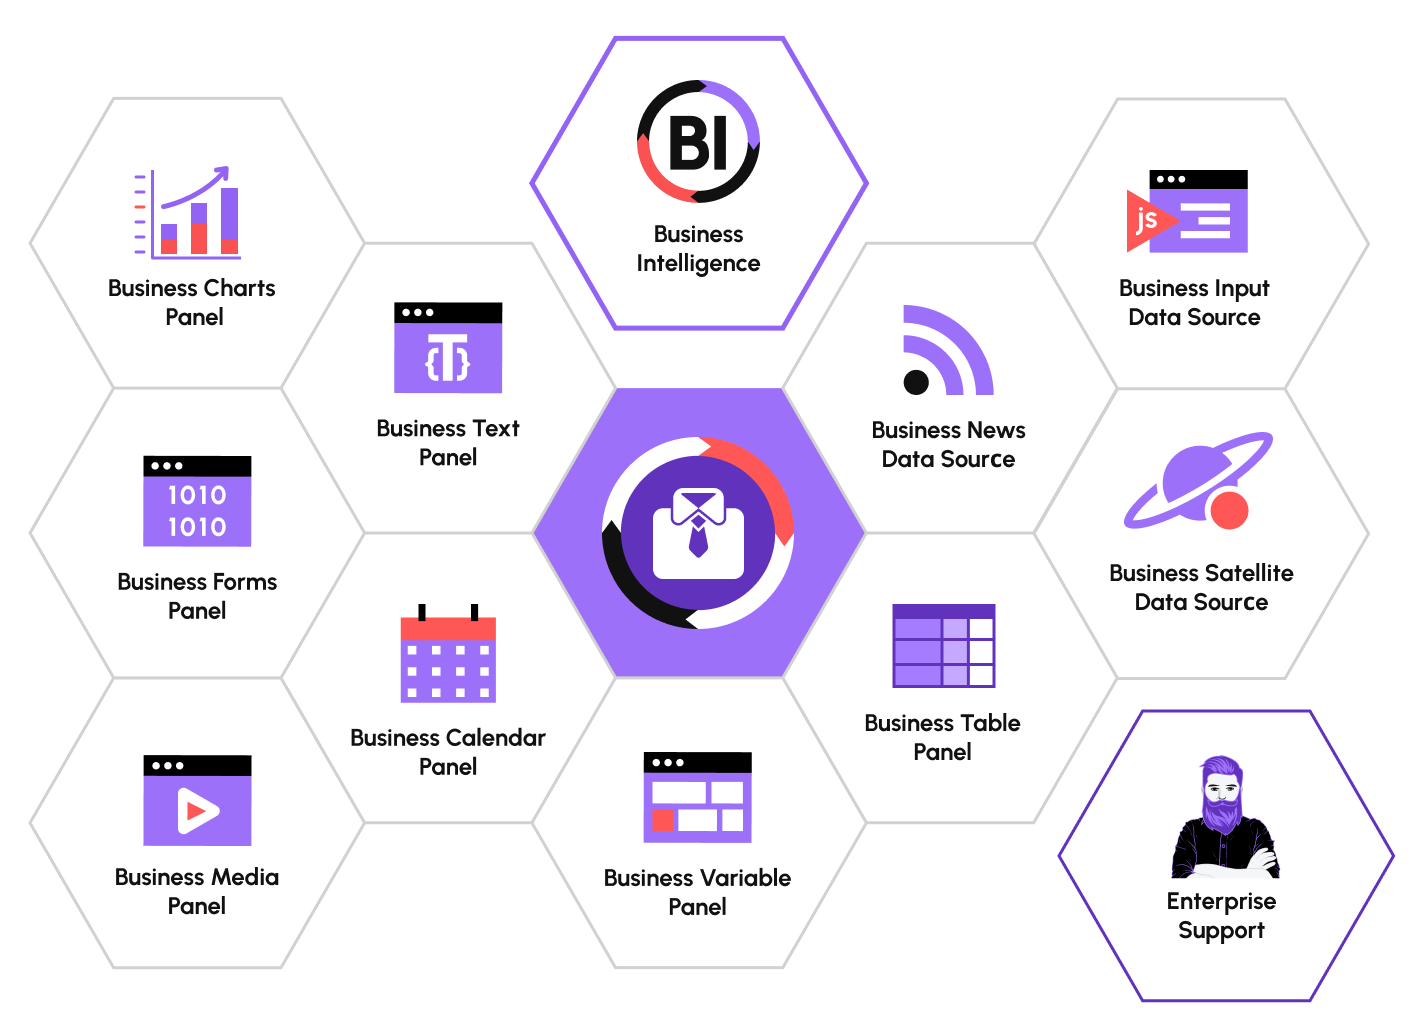 BI
Business
Intelligence
Business Charts
Panel
js
Business Input
Data Source
{T}
Business Text
Panel
Business News
Data Source
1010
1010
Business Forms
Panel
Business Satellite
Data Source
Business Calendar
Panel
Business Table
Panel
Business Media
Panel
Business Variable
Panel
Enterprise
Support